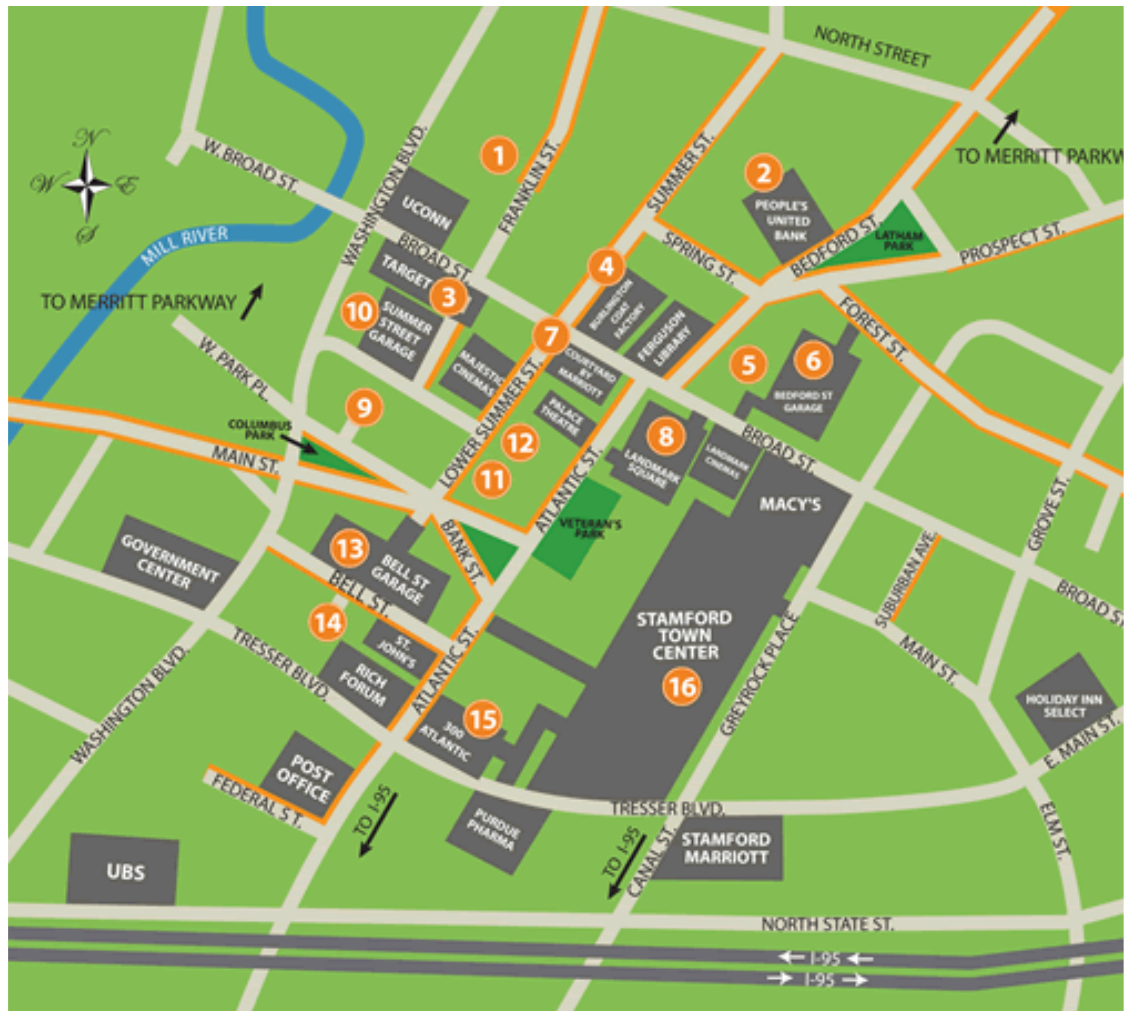 NORTH STREET
N
W
E
S
W. BROAD ST.
WASHINGTON BLVD.
1
FRANKLIN ST.
SUMMER ST.
2
PEOPLE'S
UNITED
BANK
TO MERRITT PARKW
UCONN
BROAD ST.
SPRING ST.
BEDFORD ST.
LATHAM
PARK
PROSPECT ST.
MILL RIVER
TO MERRITT PARKWAY
TARGET
3
4
BURLINGTON
COAT
FACTORY
FERGUSON
LIBRARY
FOREST ST.
10
SUMMER
STREET
GARAGE
MAJESTIC
CINEMAS
7
COURTYARD
BY
MARRIOTT
5
6
BEDFORD ST
GARAGE
W. PARK PL.
9
LOWER SUMMER ST.
PALACE
THEATRE
COLUMBUS
PARK
MAIN ST.
12
11
ATLANTIC ST.
8
LANDMARK
SQUARE
LANDMARK
CINEMAS
BROAD ST.
MACY'S
GROVE ST.
VETERAN'S
PARK
BANK ST.
GOVERNMENT
CENTER
13
BELL ST
GARAGE
BELL ST.
SUBURBAN AVE.
BROAD ST
14
ST.
JOHN'S
STAMFORD
TOWN
CENTER
16
GREYROCK PLACE
MAIN ST.
TRESSER BLVD.
RICH
FORUM
ATLANTIC ST.
WASHINGTON BLVD.
15
300
ATLANTIC
HOLIDAY INN
SELECT
E. MAIN ST.
POST
OFFICE
FEDERAL ST.
TO I-95
PURDUE
PHARMA
TRESSER BLVD.
TO I-95
CANAL ST.
STAMFORD
MARRIOTT
ELM ST.
UBS
NORTH STATE ST.
I-95
I-95